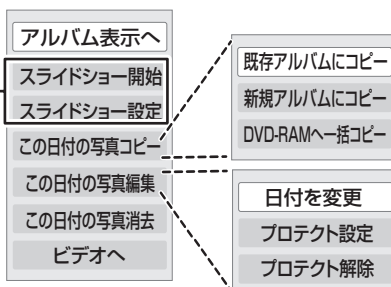 アルバム表示へ
スライドショー開始
スライドショー設定
この日付の写真コピー
この日付の写真編集
この日付の写真消去
ビデオへ
既存アルバムにコピー
新規アルバムにコピー
DVD-RAMへ一括コピー
日付を変更
プロテクト設定
プロテクト解除